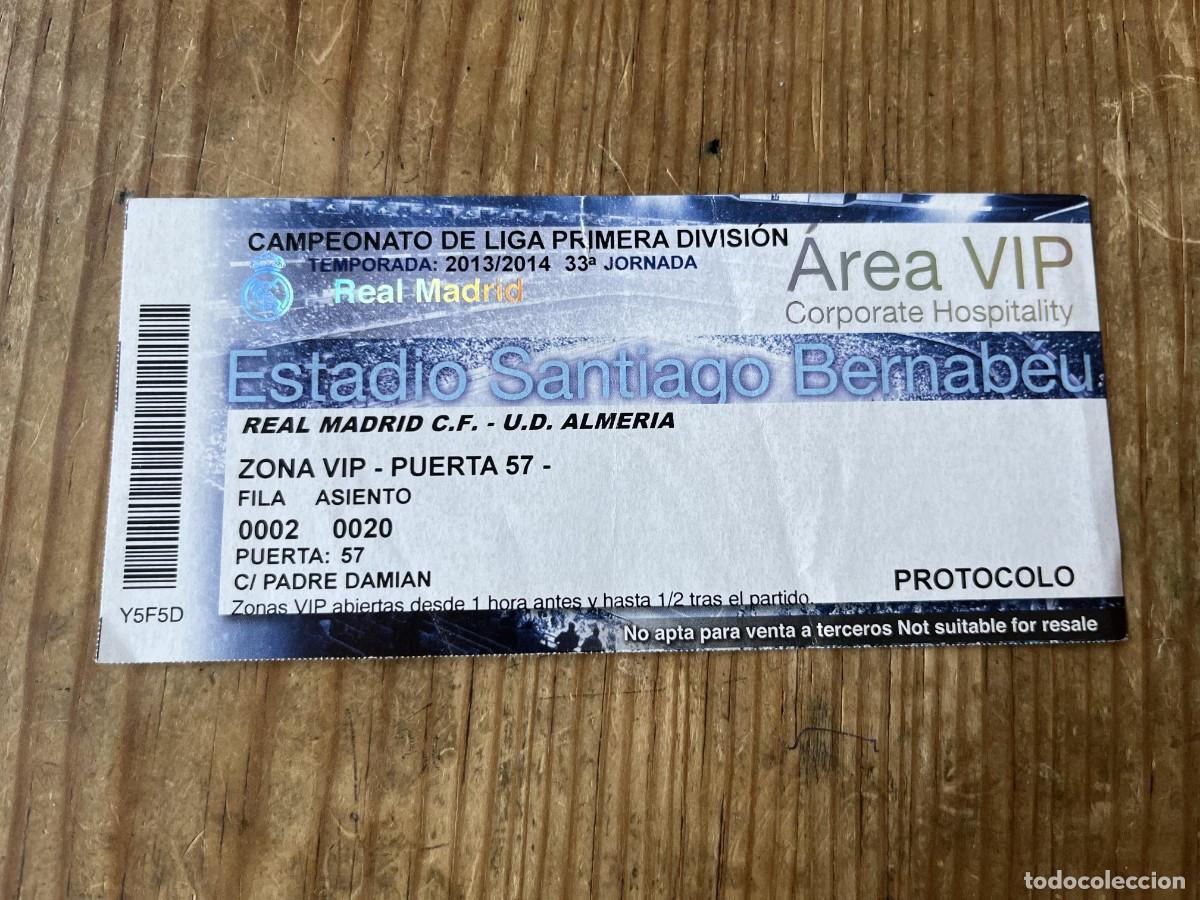 CAMPEONATO DE LIGA PRIMERA DIVISIÓN
TEMPORADA: 2013/2014 33ª JORNADA
Real Madrid
Área VIP
Corporate Hospitality
Estadio Santiago Bernabéu
REAL MADRID C.F. - U.D. ALMERIA
ZONA VIP - PUERTA 57 -
FILA ASIENTO
0002 0020
PUERTA: 57
C/ PADRE DAMIAN
PROTOCOLO
Zonas VIP abiertas desde 1 hora antes y hasta 1/2 tras el partido.
Y5F5D
No apta para venta a terceros Not suitable for resale
todocoleccion